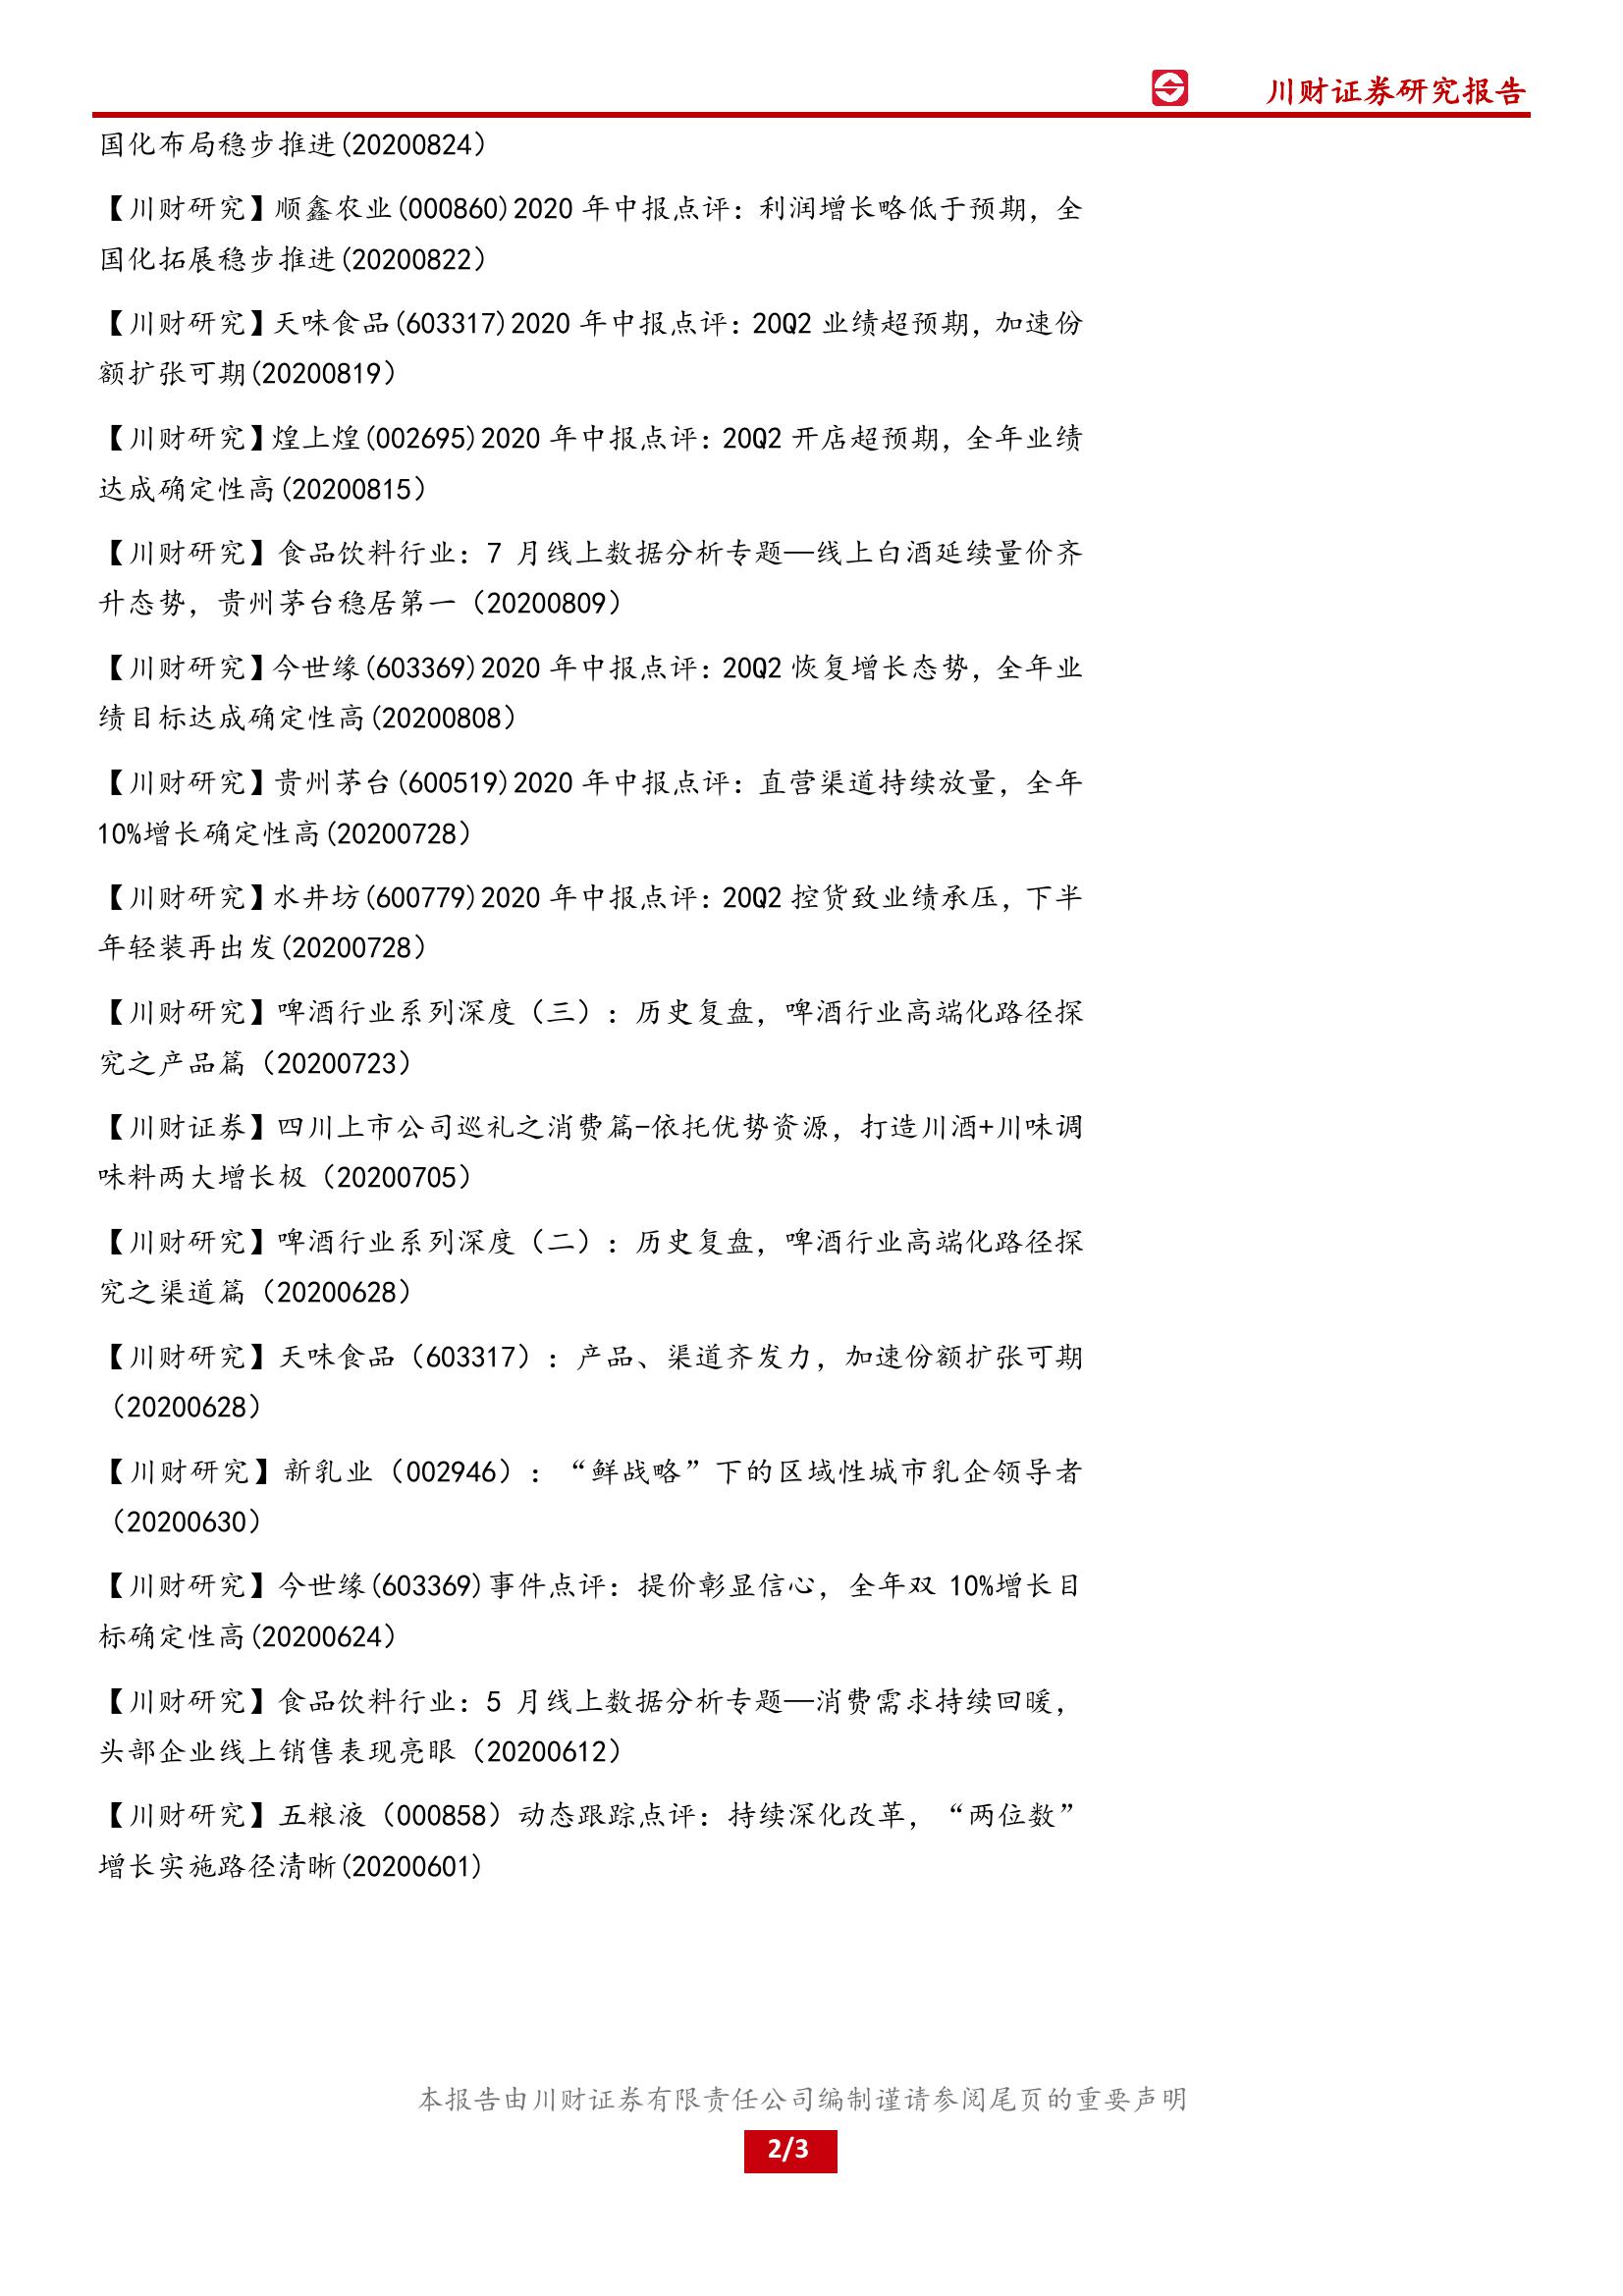 川财证券研究报告
国化布局稳步推进(20200824）
【川财研究】顺鑫农业(000860)2020 年中报点评：利润增长略低于预期，全
国化拓展稳步推进(20200822）
【川财研究】天味食品(603317)2020 年中报点评：20Q2 业绩超预期，加速份
额扩张可期(20200819）
【川财研究】煌上煌(002695)2020 年中报点评：20Q2 开店超预期，全年业绩
达成确定性高(20200815）
【川财研究】食品饮料行业：7 月线上数据分析专题—线上白酒延续量价齐
升态势，贵州茅台稳居第一（20200809）
【川财研究】今世缘(603369)2020 年中报点评：20Q2 恢复增长态势，全年业
绩目标达成确定性高(20200808）
【川财研究】贵州茅台(600519)2020 年中报点评：直营渠道持续放量，全年
10%增长确定性高(20200728）
【川财研究】水井坊(600779)2020 年中报点评：20Q2 控货致业绩承压，下半
年轻装再出发(20200728）
【川财研究】啤酒行业系列深度（三）：历史复盘，啤酒行业高端化路径探
究之产品篇（20200723）
【川财证券】四川上市公司巡礼之消费篇-依托优势资源，打造川酒+川味调
味料两大增长极（20200705）
【川财研究】啤酒行业系列深度（二）：历史复盘，啤酒行业高端化路径探
究之渠道篇（20200628）
【川财研究】天味食品（603317）：产品、渠道齐发力，加速份额扩张可期
（20200628）
【川财研究】新乳业（002946）：“鲜战略”下的区域性城市乳企领导者
（20200630）
【川财研究】今世缘(603369)事件点评：提价彰显信心，全年双 10%增长目
标确定性高(20200624）
【川财研究】食品饮料行业：5 月线上数据分析专题—消费需求持续回暖，
头部企业线上销售表现亮眼（20200612）
【川财研究】五粮液（000858）动态跟踪点评：持续深化改革，“两位数”
增长实施路径清晰(20200601)
本报告由川财证券有限责任公司编制谨请参阅尾页的重要声明
2/3